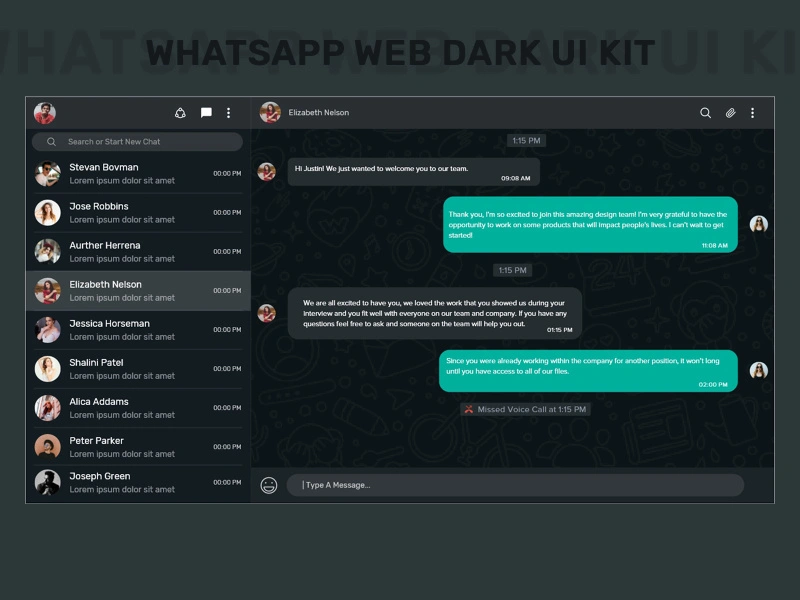 WHATSAPP WEB DARK UI KIT
WHATSAPP WEB DARK UI KIT
Search or Start New Chat
Stevan Bovman
Lorem ipsum dolor sit amet
00:00 PM
Jose Robbins
Lorem ipsum dolor sit amet
00:00 PM
Aurther Herrena
Lorem ipsum dolor sit amet
00:00 PM
Elizabeth Nelson
Lorem ipsum dolor sit amet
00:00 PM
Jessica Horseman
Lorem ipsum dolor sit amet
00:00 PM
Shalini Patel
Lorem ipsum dolor sit amet
00:00 PM
Alica Addams
Lorem ipsum dolor sit amet
00:00 PM
Peter Parker
Lorem ipsum dolor sit amet
00:00 PM
Joseph Green
Lorem ipsum dolor sit amet
00:00 PM
Elizabeth Nelson
1:15 PM
Hi Justin! We just wanted to welcome you to our team.
09:08 AM
Thank you, I'm so excited to join this amazing design team! I'm very grateful to have the
opportunity to work on some products that will impact people's lives. I can't wait to get
started!
11:08 AM
1:15 PM
We are all excited to have you, we loved the work that you showed us during your
interview and you fit well with everyone on our team and company. If you have any
questions feel free to ask and someone on the team will help you out.
01:15 PM
Since you were already working within the company for another position, it won't long
until you have access to all of our files.
02:00 PM
Missed Voice Call at 1:15 PM
Type A Message...